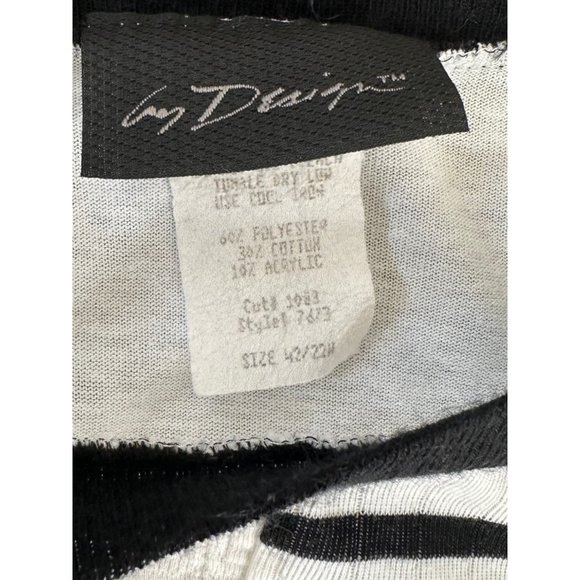 by Design™
TUMBLE DRY LOW
USE COOL IRON
60% POLYESTER
30% COTTON
10% ACRYLIC
Cut# 1083
Style# 7673
SIZE 42/22W